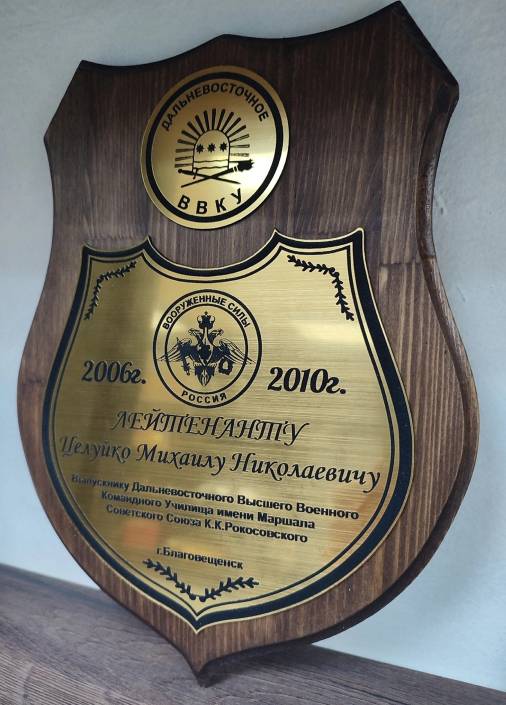 ДАЛЬНЕВОСТОЧНОЕ
ВВКУ
ВООРУЖЕННЫЕ СИЛЫ
РОССИЯ
2006г. 2010г.
ЛЕЙТЕНАНТУ
Целуйко Михаилу Николаевичу
Выпускнику Дальневосточного Высшего Военного
Командного Училища имени Маршала
Советского Союза К.К.Рокосовского
г.Благовещенск